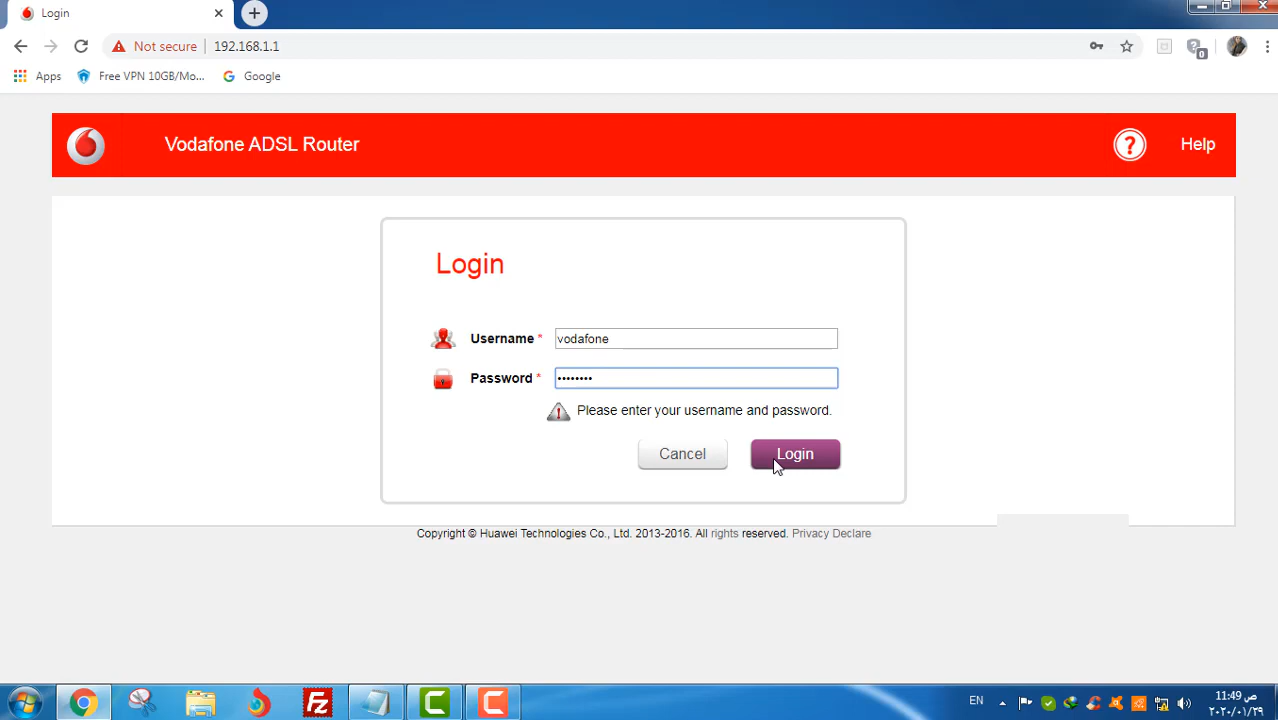 Login
Not secure
192.168.1.1
0
Apps
Free VPN 10GB/Mo...
Google
Vodafone ADSL Router
?
Help
Login
Username *
vodafone
Password *
••••••••
Please enter your username and password.
Cancel
Login
Copyright © Huawei Technologies Co., Ltd. 2013-2016. All rights reserved. Privacy Declare
Fz
C
C
EN
11:49 ص
٢٠٢٠/٠١/٢٩